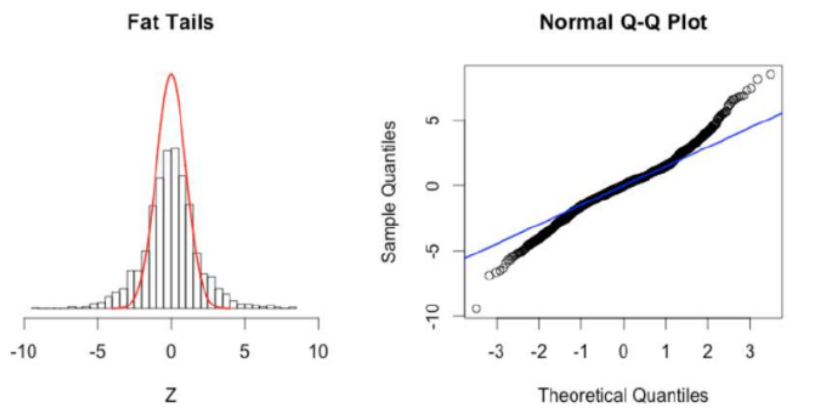 Fat Tails
-10 -5 0 5 10
Z
Normal Q-Q Plot
Sample Quantiles
5
0
-5
-10
-3 -2 -1 0 1 2 3
Theoretical Quantiles